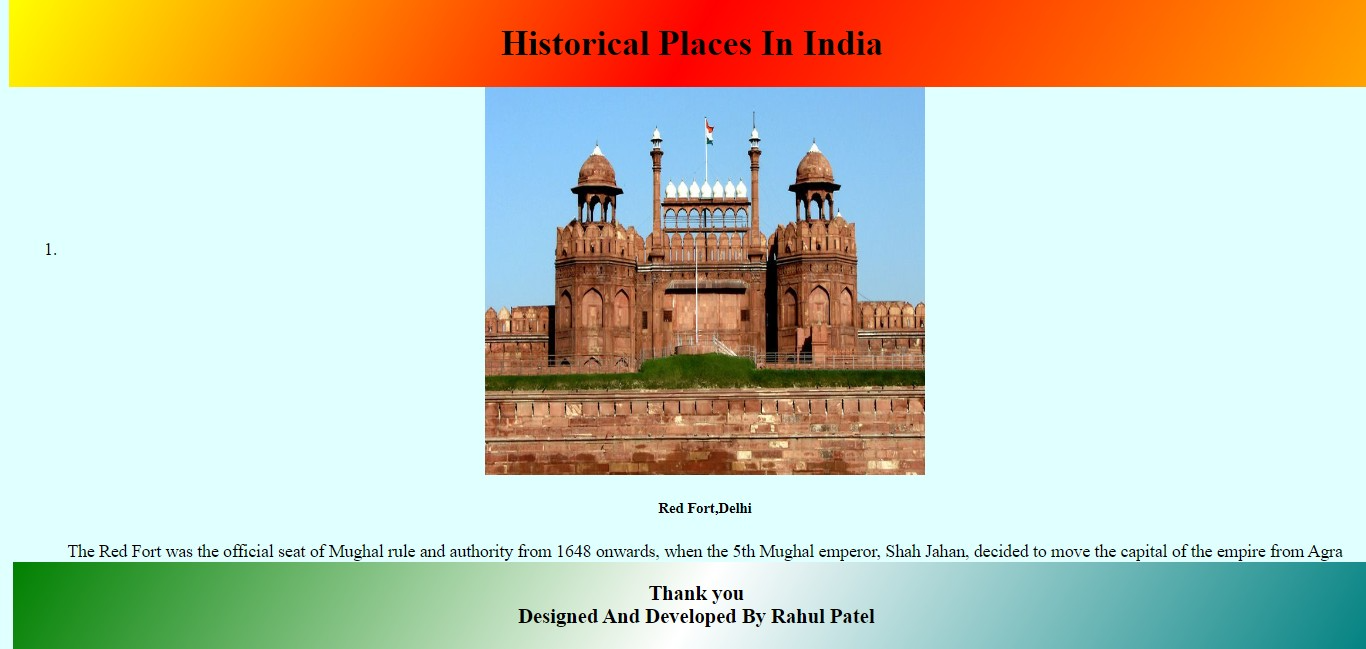 Historical Places In India
1.
Red Fort,Delhi
The Red Fort was the official seat of Mughal rule and authority from 1648 onwards, when the 5th Mughal emperor, Shah Jahan, decided to move the capital of the empire from Agra
Thank you
Designed And Developed By Rahul Patel